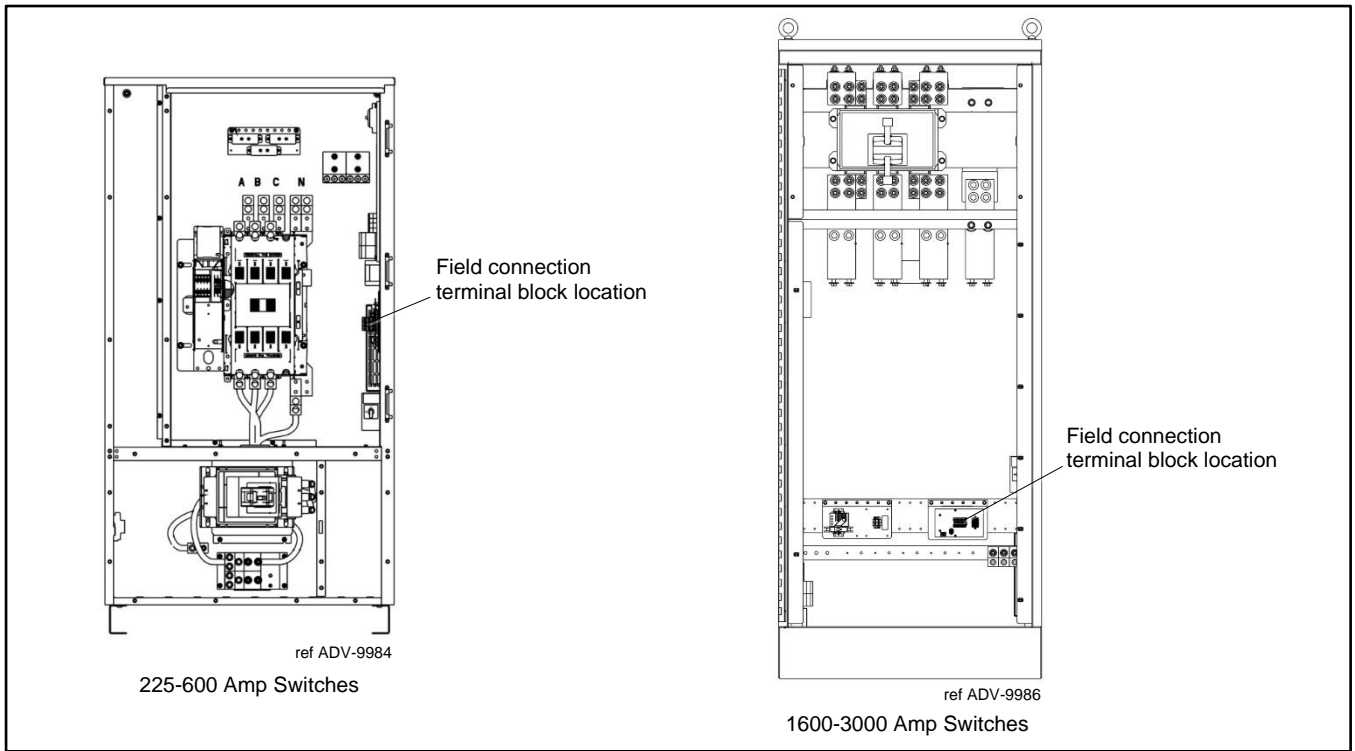 A B C N
Field connection
terminal block location
ref ADV-9984
225-600 Amp Switches
Field connection
terminal block location
ref ADV-9986
1600-3000 Amp Switches